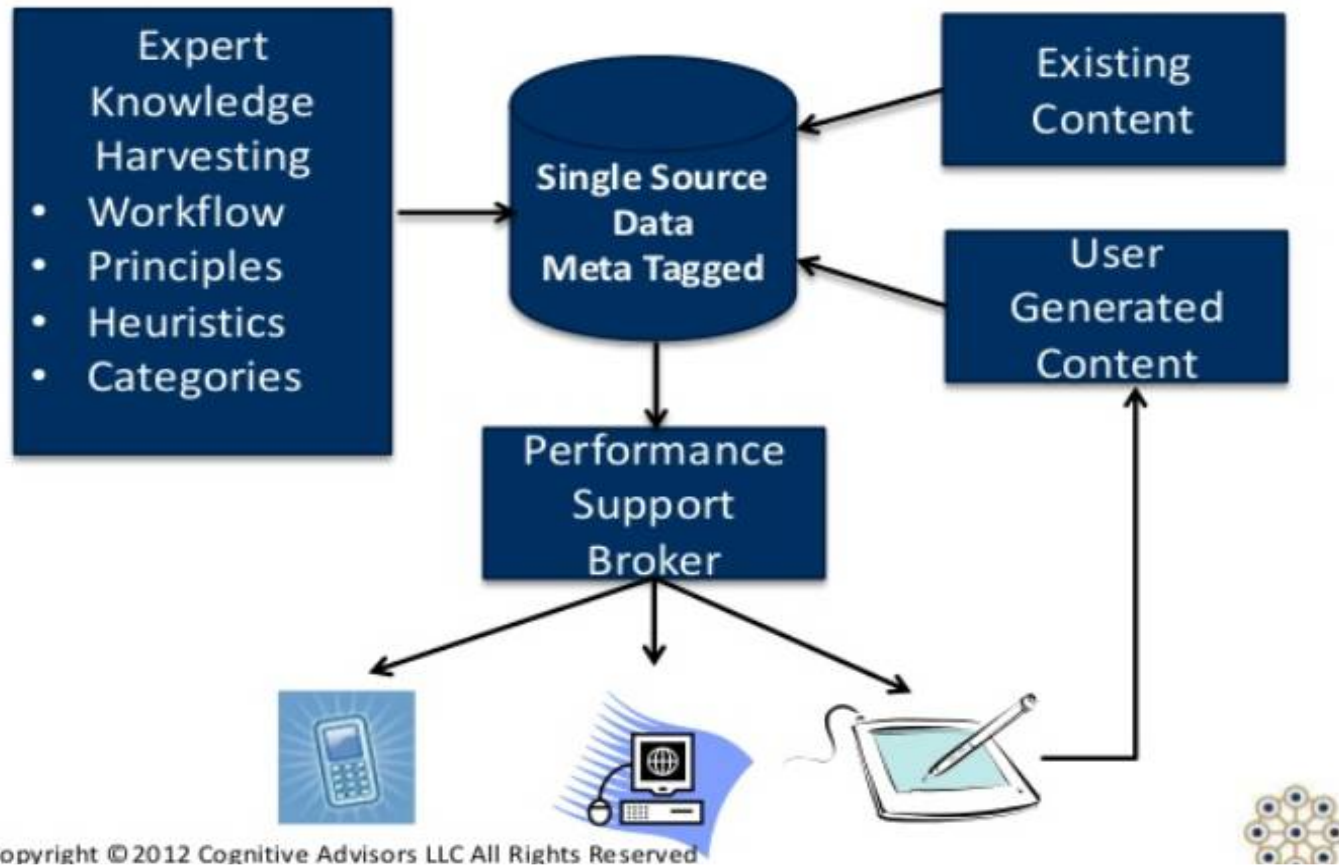 Expert
Knowledge
Harvesting
• Workflow
• Principles
• Heuristics
• Categories
Single Source
Data
Meta Tagged
Existing
Content
User
Generated
Content
Performance
Support
Broker
opyright ©2012 Cognitive Advisors LLC All Rights Reserved